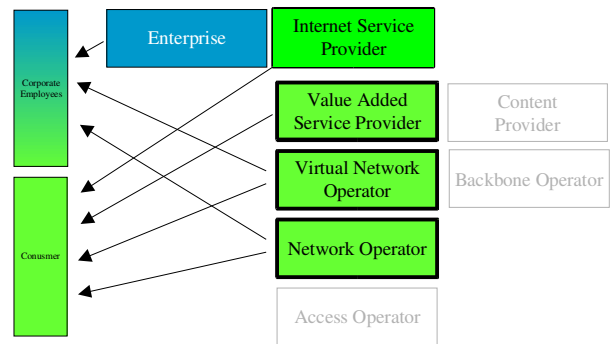 Corporate
Employees
Enterprise
Internet Service
Provider
Value Added
Service Provider
Content
Provider
Virtual Network
Operator
Backbone Operator
Conusmer
Network Operator
Access Operator